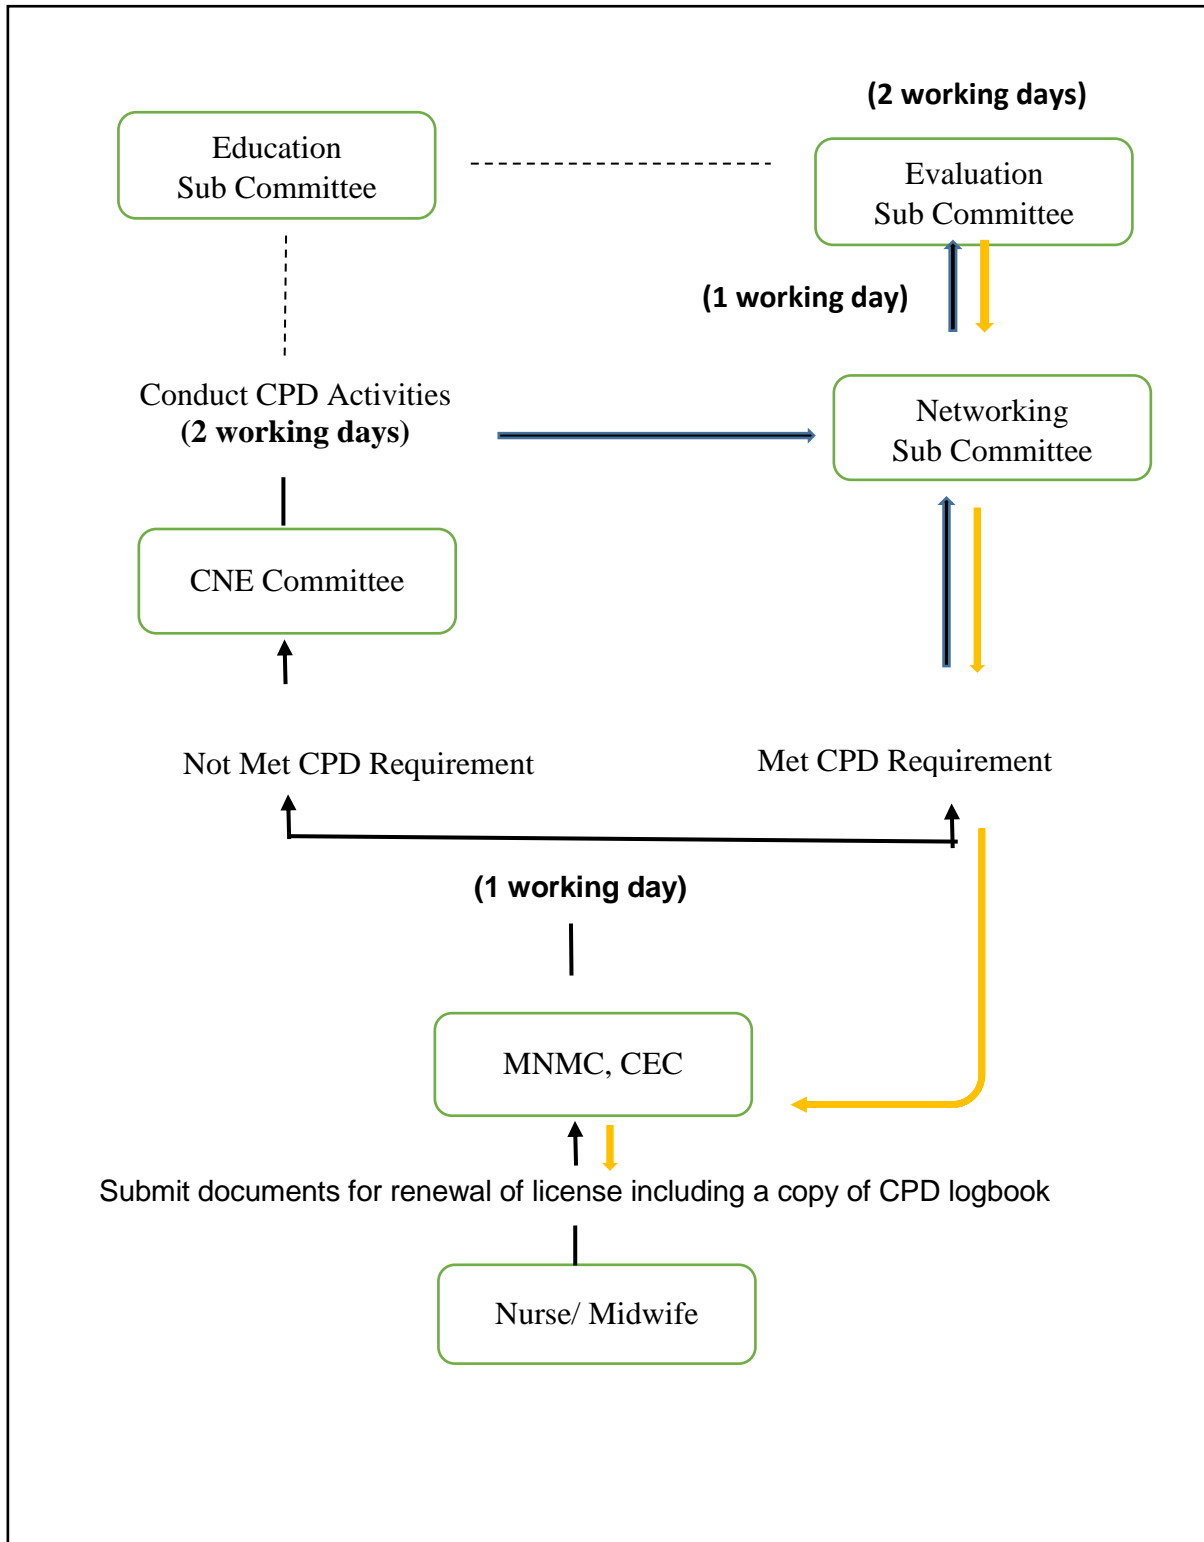 (2 working days)
Education
Sub Committee
Evaluation
Sub Committee
(1 working day)
Conduct CPD Activities
(2 working days)
Networking
Sub Committee
CNE Committee
Not Met CPD Requirement
Met CPD Requirement
(1 working day)
MNMC, CEC
Submit documents for renewal of license including a copy of CPD logbook
Nurse/ Midwife